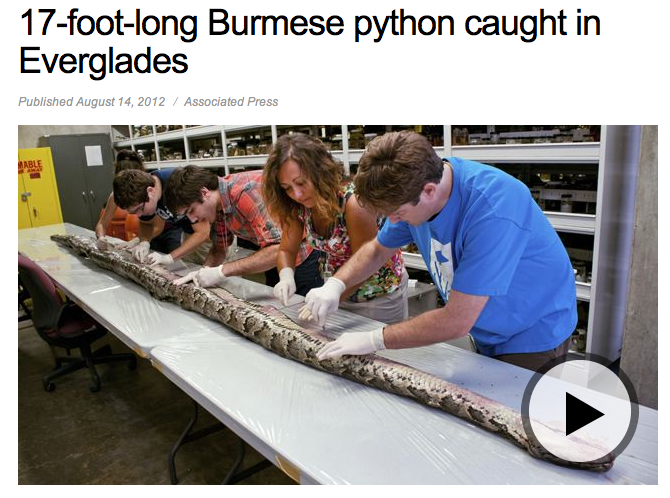 17-foot-long Burmese python caught in
Everglades
Published August 14, 2012 / Associated Press
MABLE